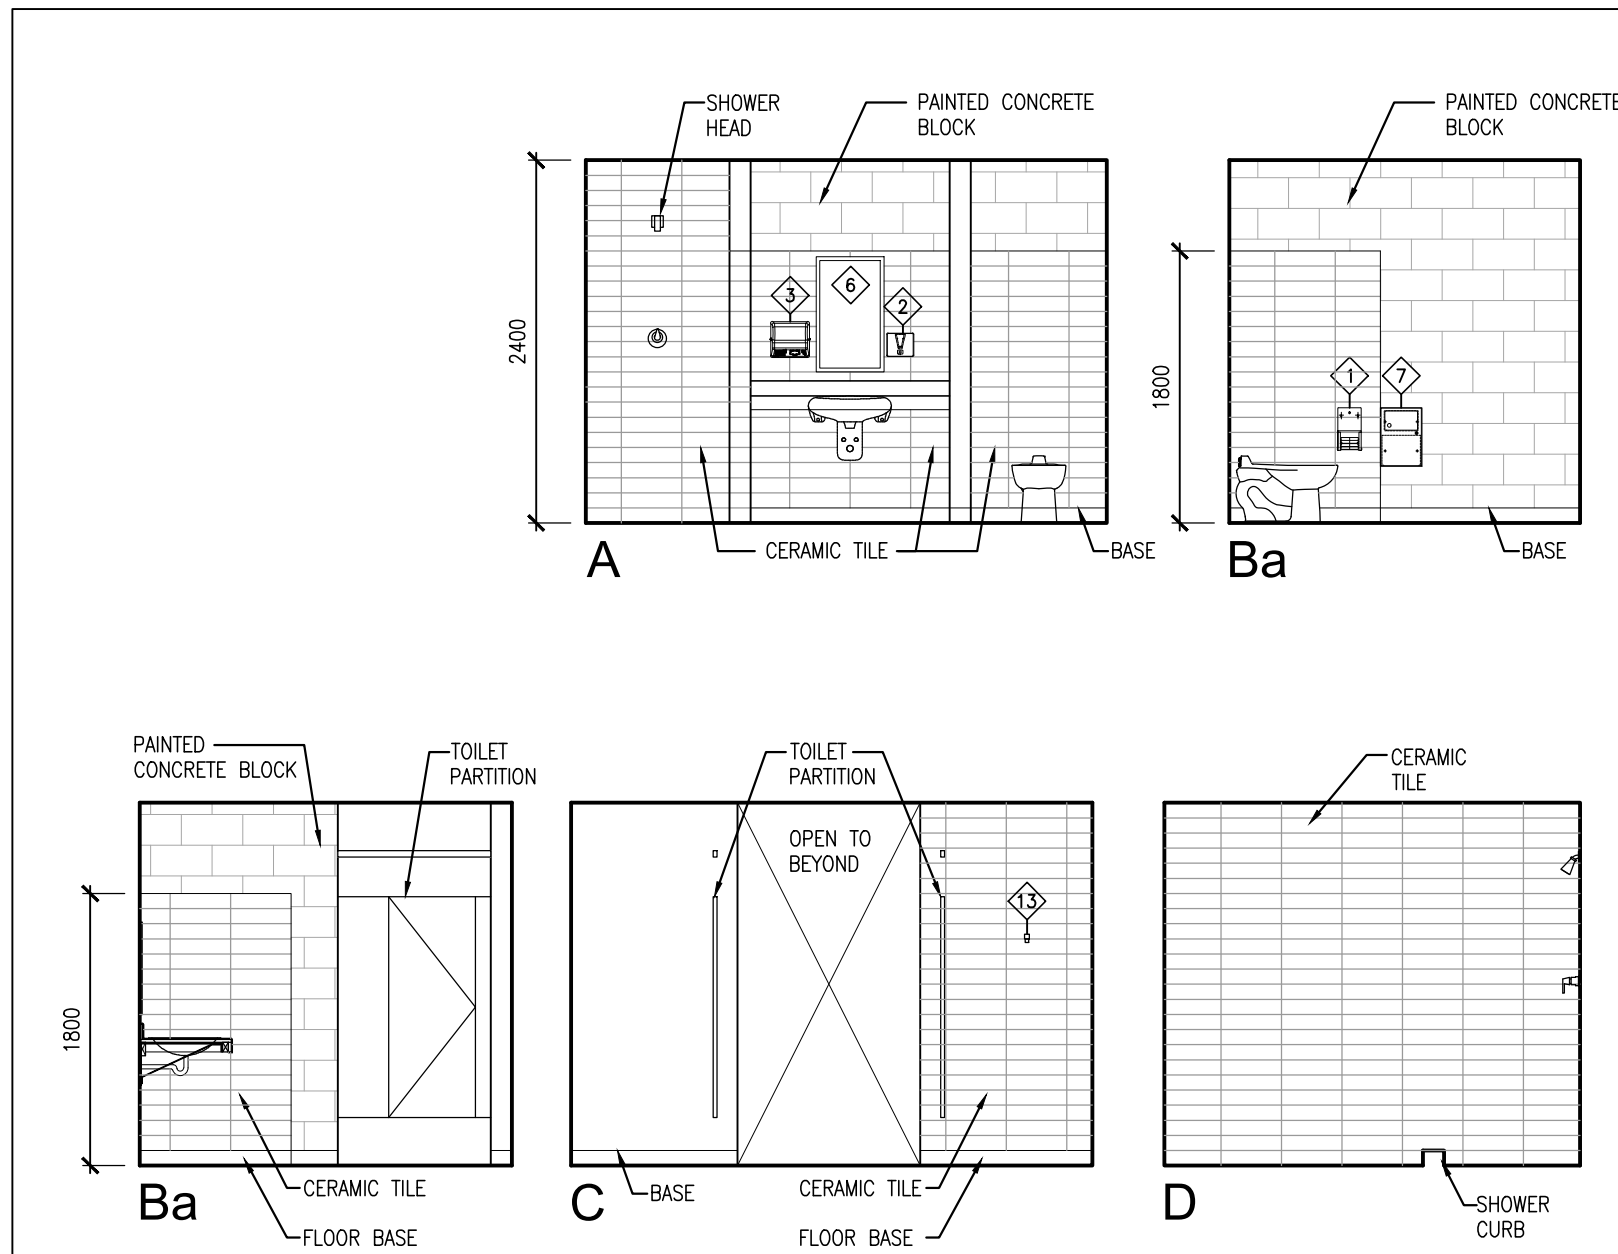 SHOWER
HEAD
PAINTED CONCRETE
BLOCK
PAINTED CONCRETE
BLOCK
2400
3
6
2
1800
1
7
CERAMIC TILE
BASE
BASE
A
Ba
PAINTED
CONCRETE BLOCK
TOILET
PARTITION
TOILET
PARTITION
CERAMIC
TILE
OPEN TO
BEYOND
13
1800
CERAMIC TILE
FLOOR BASE
BASE
CERAMIC TILE
FLOOR BASE
SHOWER
CURB
Ba
C
D